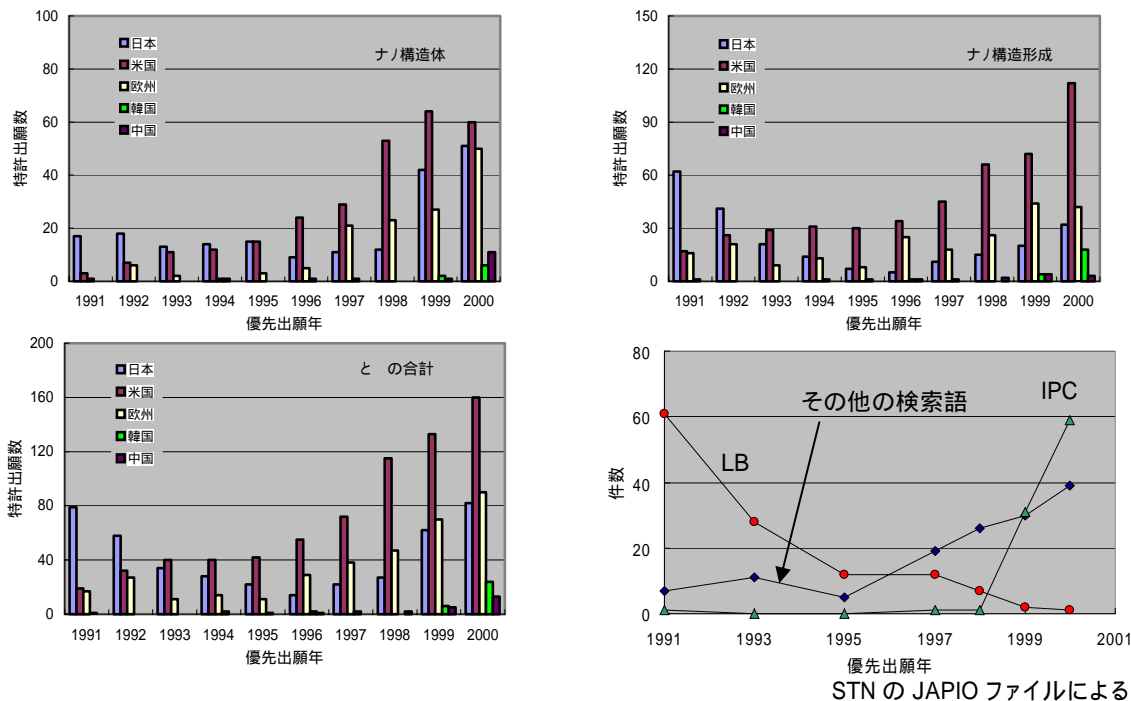 100
80
60
40
20
0
日本
米国
欧州
韓国
中国
ナノ構造体
特許出願数
1991 1992 1993 1994 1995 1996 1997 1998 1999 2000
優先出願年
150
120
90
60
30
0
日本
米国
欧州
韓国
中国
ナノ構造形成
特許出願数
1991 1992 1993 1994 1995 1996 1997 1998 1999 2000
優先出願年
200
160
120
80
40
0
日本
米国
欧州
韓国
中国
と の合計
特許出願数
1991 1992 1993 1994 1995 1996 1997 1998 1999 2000
優先出願年
80
60
40
20
0
その他の検索語
IPC
LB
件数
1991 1993 1995 1997 1999 2001
優先出願年
STN の JAPIO ファイルによる